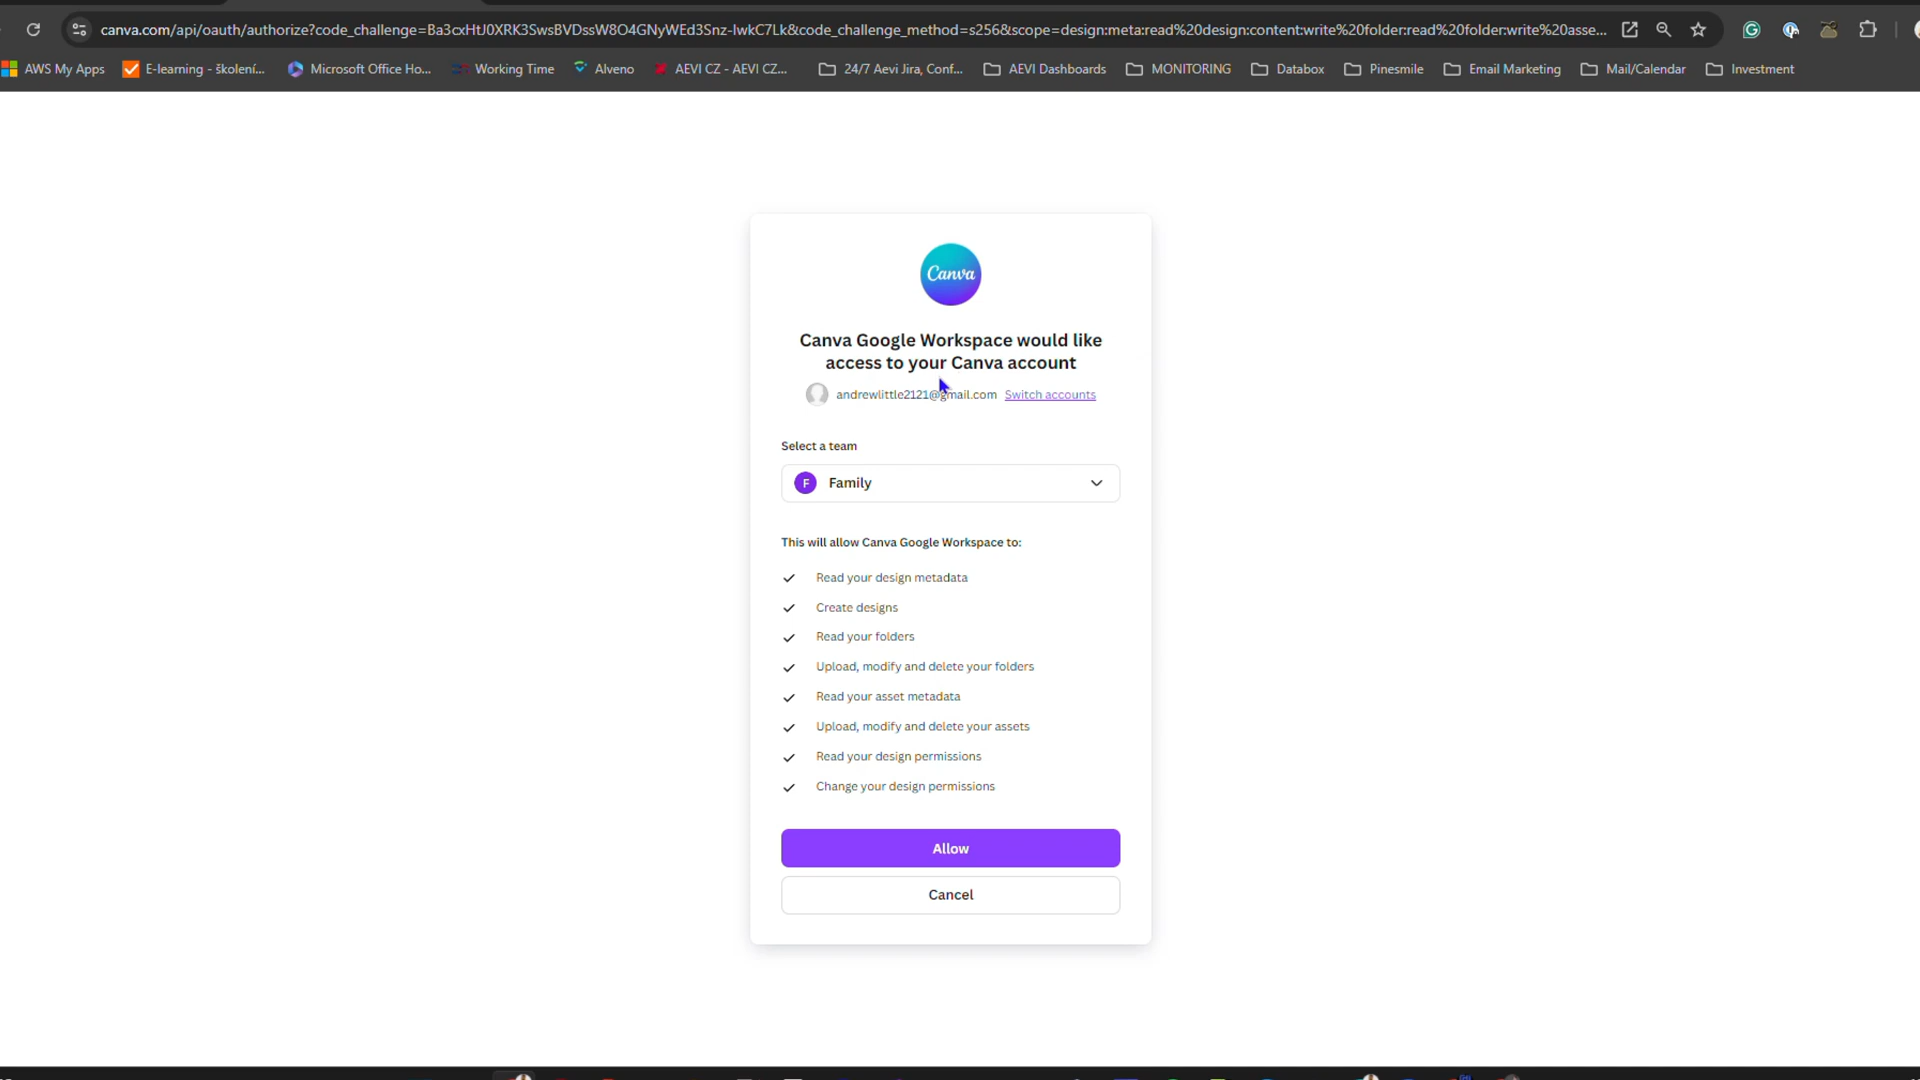 canva.com/api/oauth/authorize?code_challenge=Ba3cxHtJ0XRK3SwsBVDssW8O4GNyWEd3Snz-IwkC7Lk&code_challenge_method=s256&scope=design:meta:read%20design:content:write%20folder:read%20folder:write%20asse...
AWS My Apps E-learning - školení... Microsoft Office Ho... Working Time Alveno AEVI CZ - AEVI CZ... 24/7 Aevi Jira, Conf... AEVI Dashboards MONITORING Databox Pinesmile Email Marketing Mail/Calendar Investment
Canva
Canva Google Workspace would like
access to your Canva account
andrewlittle2121@gmail.com Switch accounts
Select a team
F Family
This will allow Canva Google Workspace to:
Read your design metadata
Create designs
Read your folders
Upload, modify and delete your folders
Read your asset metadata
Upload, modify and delete your assets
Read your design permissions
Change your design permissions
Allow
Cancel